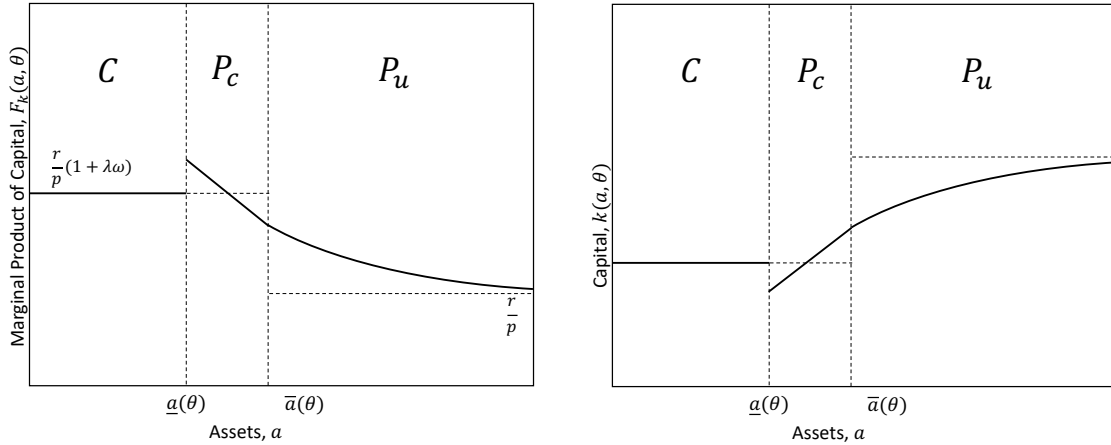 Marginal Product of Capital, F_k(a, θ)
C
P_c
P_u
r/p (1 + λω)
r/p
a̲(θ)
a̅(θ)
Assets, a
Capital, k(a, θ)
C
P_c
P_u
a̲(θ)
a̅(θ)
Assets, a